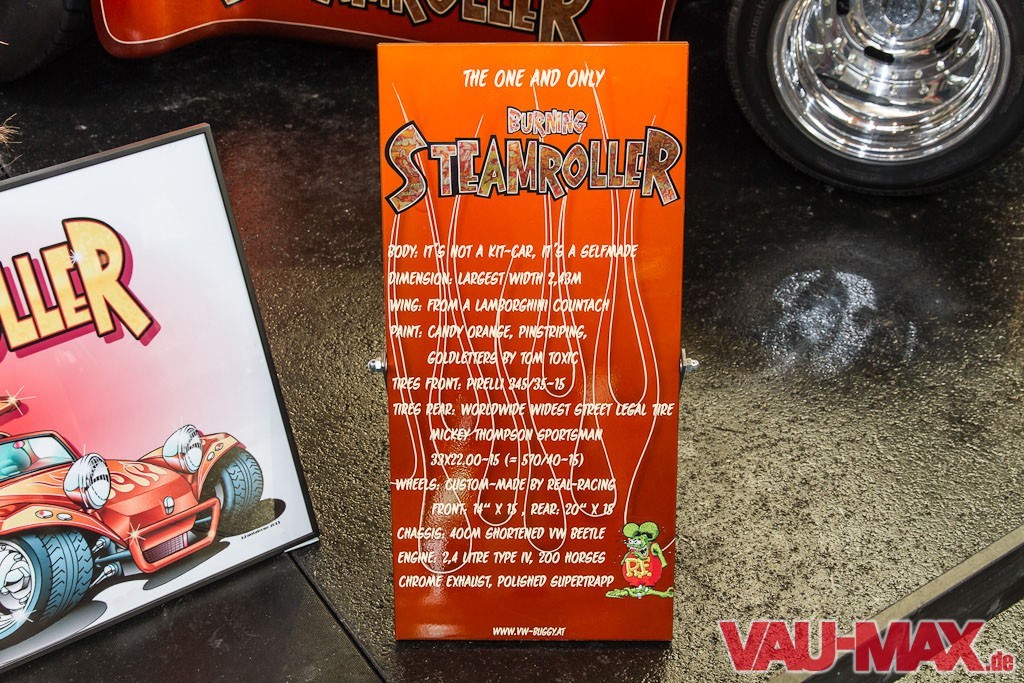 STEAMROLLER
THE ONE AND ONLY
BURNING
STEAMROLLER
BODY: IT'S NOT A KIT-CAR, IT'S A SELFMADE
DIMENSION: LARGEST WIDTH 2,43M
WING: FROM A LAMBORGHINI COUNTACH
PAINT: CANDY ORANGE, PINSTRIPING,
GOLDLETTERS BY TOM TOXIC
TIRES FRONT: PIRELLI 345/35-15
TIRES REAR: WORLDWIDE WIDEST STREET LEGAL TIRE
MICKEY THOMPSON SPORTSMAN
33X22.00-15 (= 570/40-15)
WHEELS: CUSTOM-MADE BY REAL-RACING
FRONT: 14" X 15 , REAR: 20" X 15
CHASSIS: 40CM SHORTENED VW BEETLE
ENGINE: 2,4 LITRE TYPE IV, 200 HORSES
CHROME EXHAUST, POLISHED SUPERTRAPP
R.F.
WWW.VW-BUGGY.AT
OLLER
VAU-MAX.de